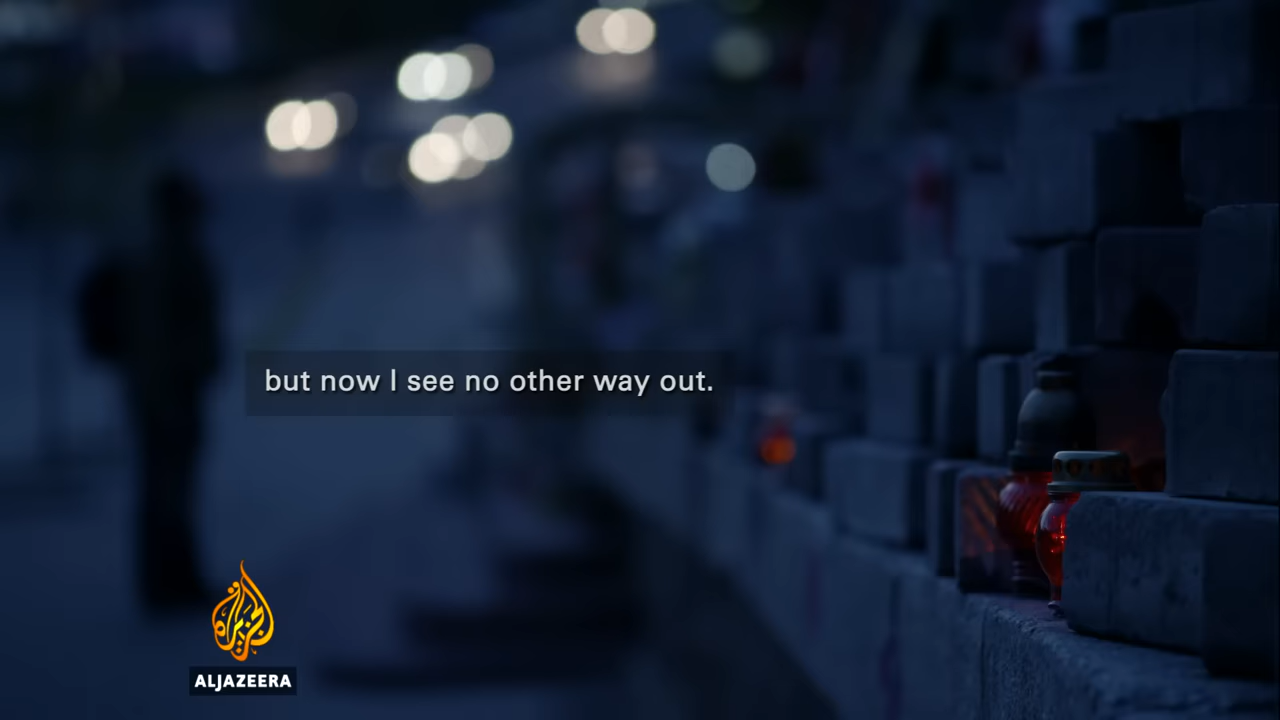 but now I see no other way out.
الجزيرة
ALJAZEERA